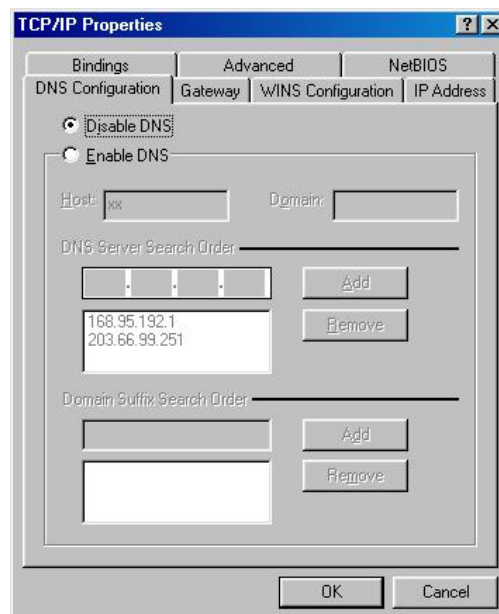 TCP/IP Properties
Bindings Advanced NetBIOS
DNS Configuration Gateway WINS Configuration IP Address
Disable DNS
Enable DNS
Host: xx Domain:
DNS Server Search Order
Add
168.95.192.1
203.66.99.251
Remove
Domain Suffix Search Order
Add
Remove
OK Cancel